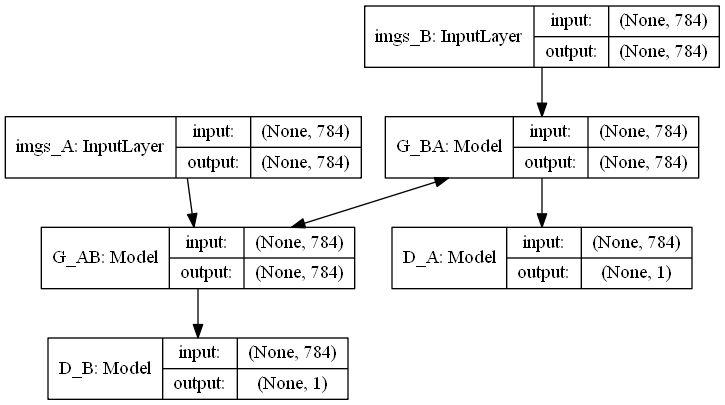 imgs_B: InputLayer
input: (None, 784)
output: (None, 784)
imgs_A: InputLayer
input: (None, 784)
output: (None, 784)
G_BA: Model
input: (None, 784)
output: (None, 784)
G_AB: Model
input: (None, 784)
output: (None, 784)
D_A: Model
input: (None, 784)
output: (None, 1)
D_B: Model
input: (None, 784)
output: (None, 1)